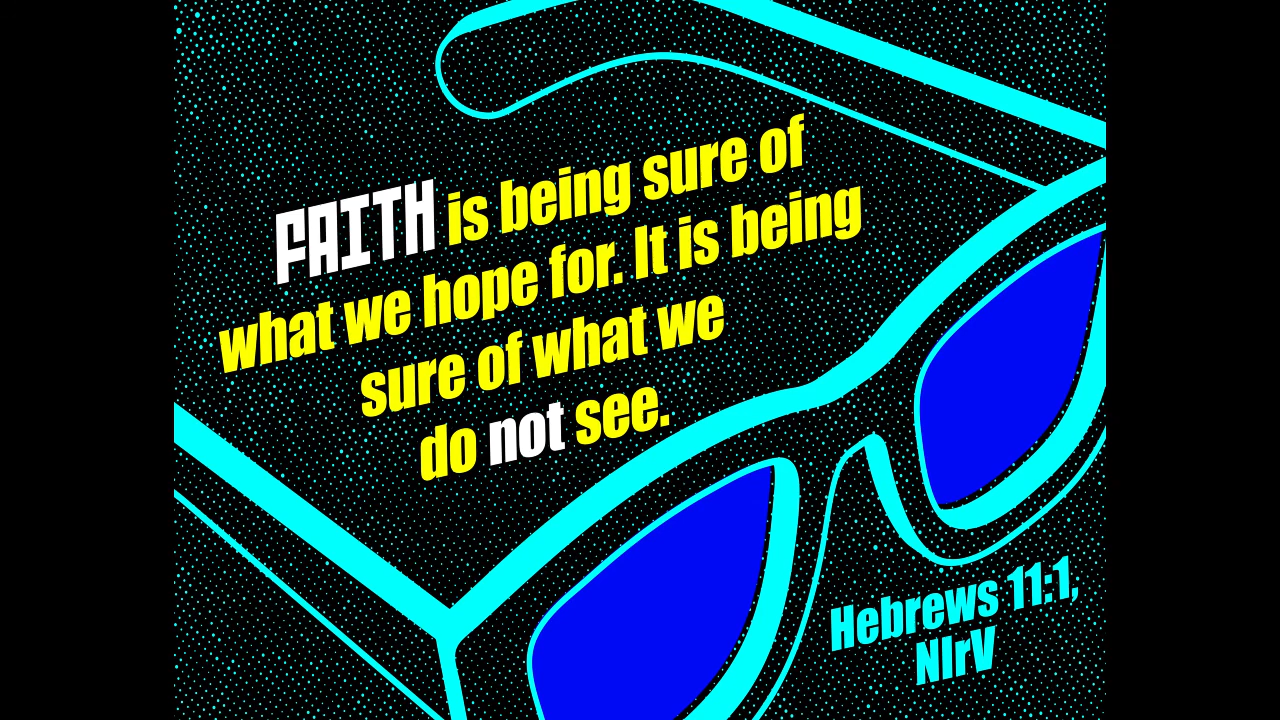 FAITH is being sure of
what we hope for. It is being
sure of what we
do not see.
Hebrews 11:1,
NIrV